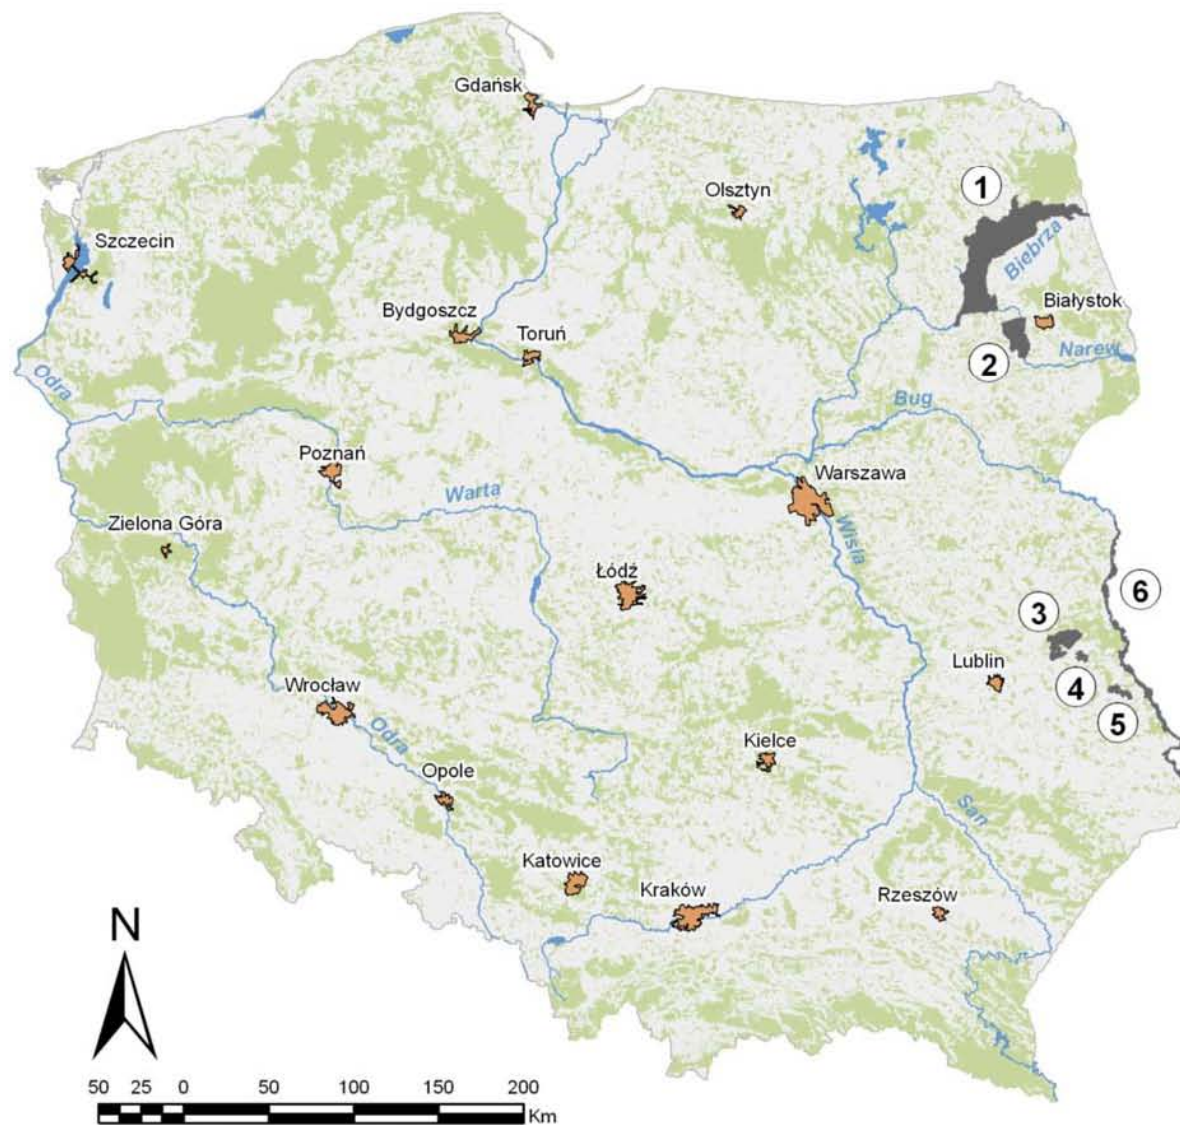 Gdańsk
Olsztyn
1
Szczecin
Biebrza
Bydgoszcz
Toruń
Białystok
2
Narew
Odra
Bug
Poznań
Warszawa
Warta
Zielona Góra
Wisła
Łódź
6
3
Lublin
4
Wrocław
5
Odra
Kielce
Opole
San
Katowice
Kraków
Rzeszów
N
50 25 0 50 100 150 200
Km